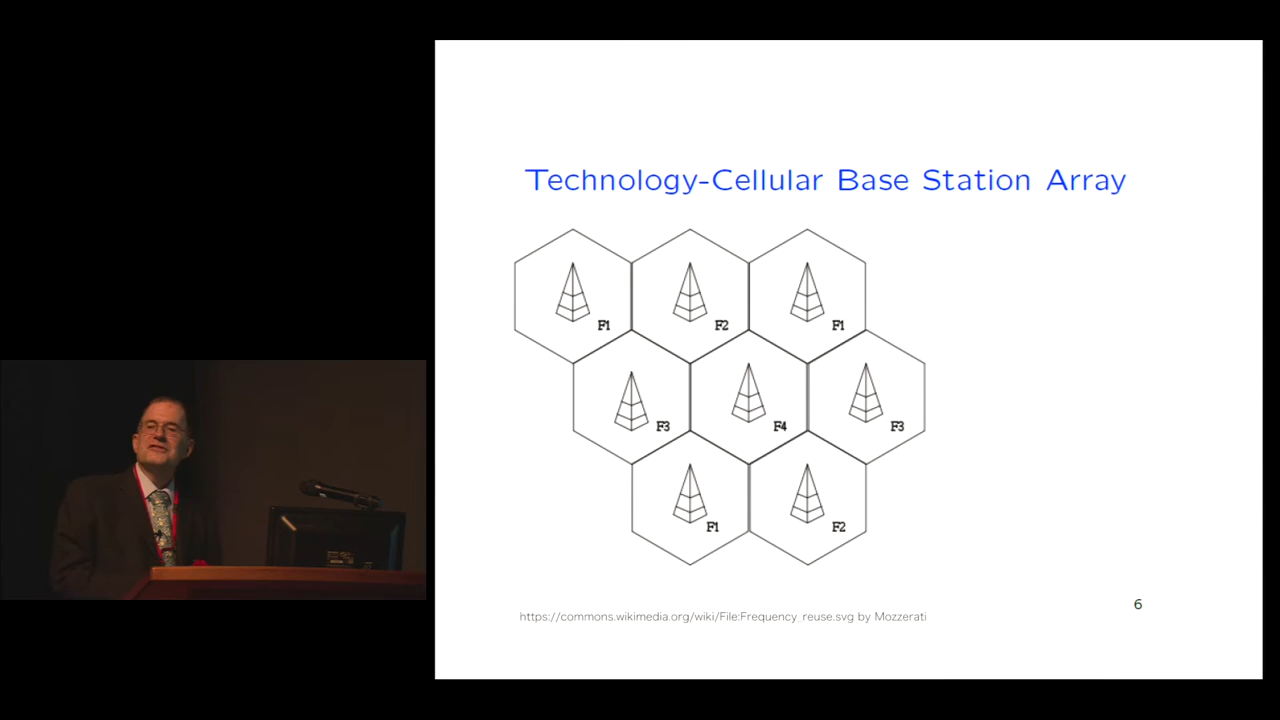 Technology-Cellular Base Station Array
F1
F2
F1
F3
F4
F3
F1
F2
6
https://commons.wikimedia.org/wiki/File:Frequency_reuse.svg by Mozzerati